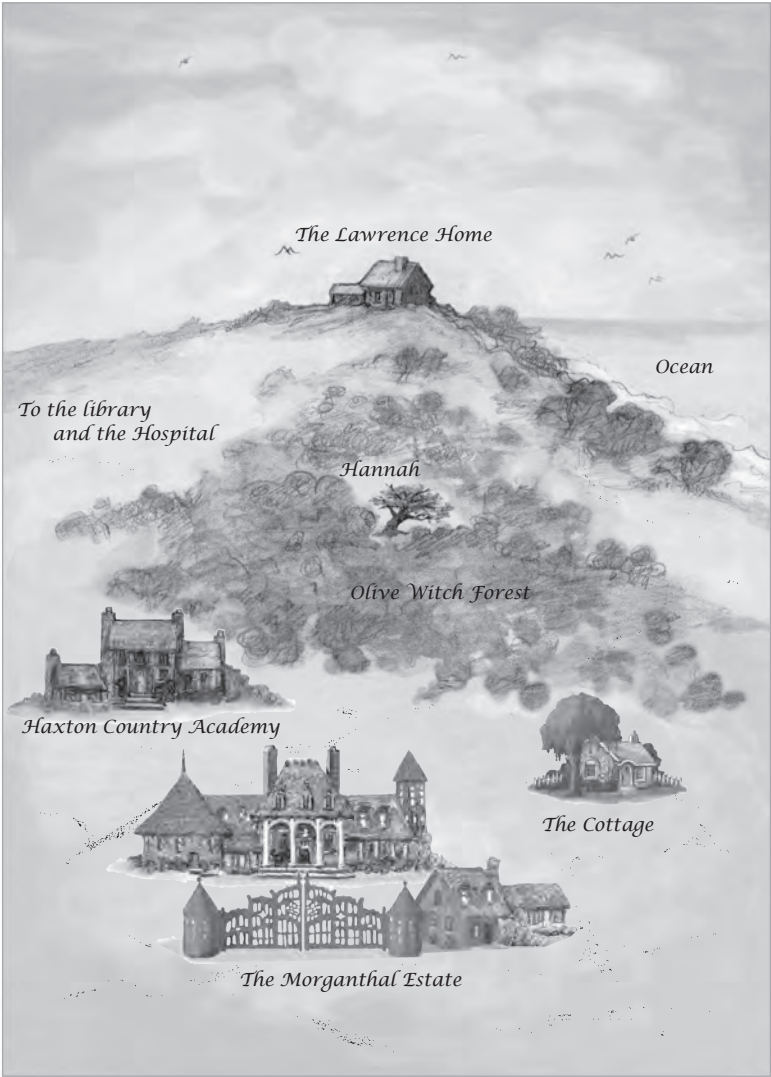 The Lawrence Home
Ocean
To the library
and the Hospital
Hannah
Olive Witch Forest
Haxton Country Academy
The Cottage
The Morganthal Estate